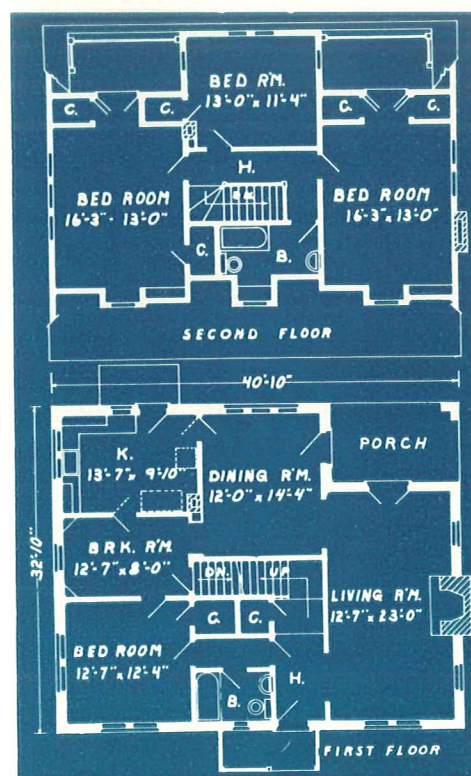 BED R'M.
13'-0" x 11'-4"
C.
C.
C.
C.
H.
BED ROOM
16'-3" - 13'-0"
BED ROOM
16'-3" x 13'-0"
C.
B.
SECOND FLOOR
40'-10"
32'-10"
K.
13'-7" x 9'-10"
DINING R'M.
12'-0" x 14'-4"
PORCH
BRK. R'M.
12'-7" x 8'-0"
DN.
UP
LIVING R'M.
12'-7" x 23'-0"
C.
C.
BED ROOM
12'-7" x 12'-4"
H.
B.
FIRST FLOOR